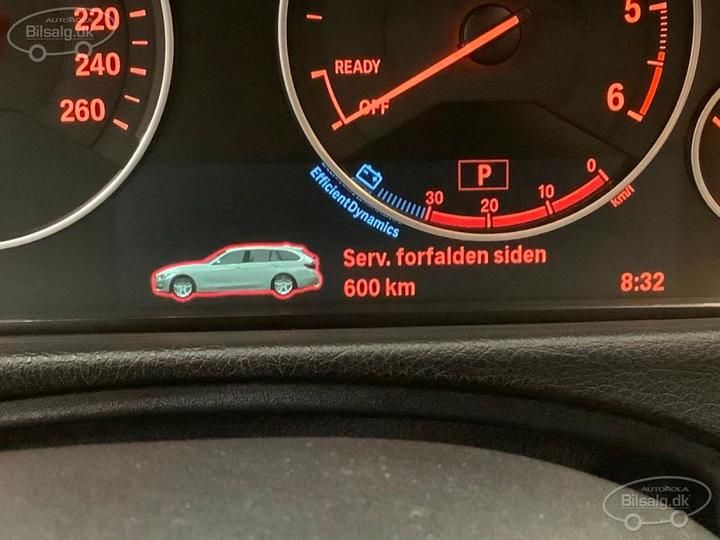 AUTOROLA
Bilsalg.dk
220
240
260
READY
OFF
5
6
EfficientDynamics
P
30
20
10
0
km/l
Serv. forfalden siden
600 km
8:32
AUTOROLA
Bilsalg.dk